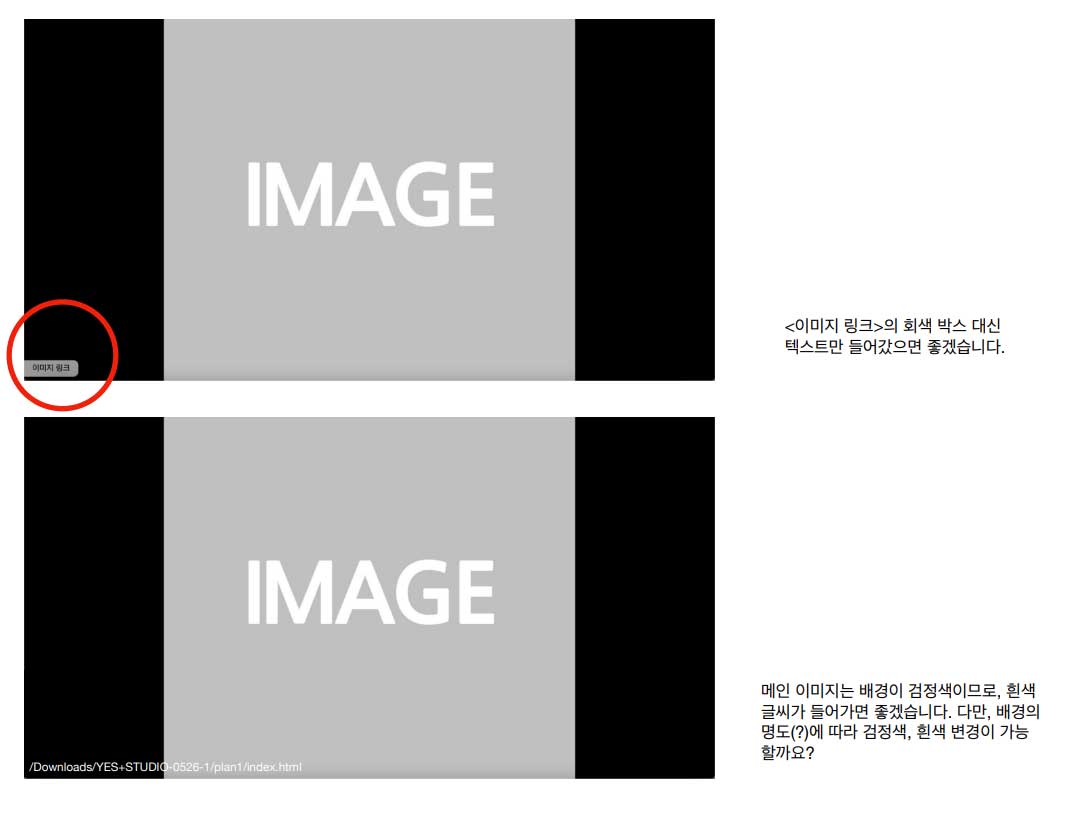 IMAGE
이미지 링크
<이미지 링크>의 회색 박스 대신
텍스트만 들어갔으면 좋겠습니다.
IMAGE
/Downloads/YES+STUDIO-0526-1/plan1/index.html
메인 이미지는 배경이 검정색이므로, 흰색
글씨가 들어가면 좋겠습니다. 다만, 배경의
명도(?)에 따라 검정색, 흰색 변경이 가능
할까요?